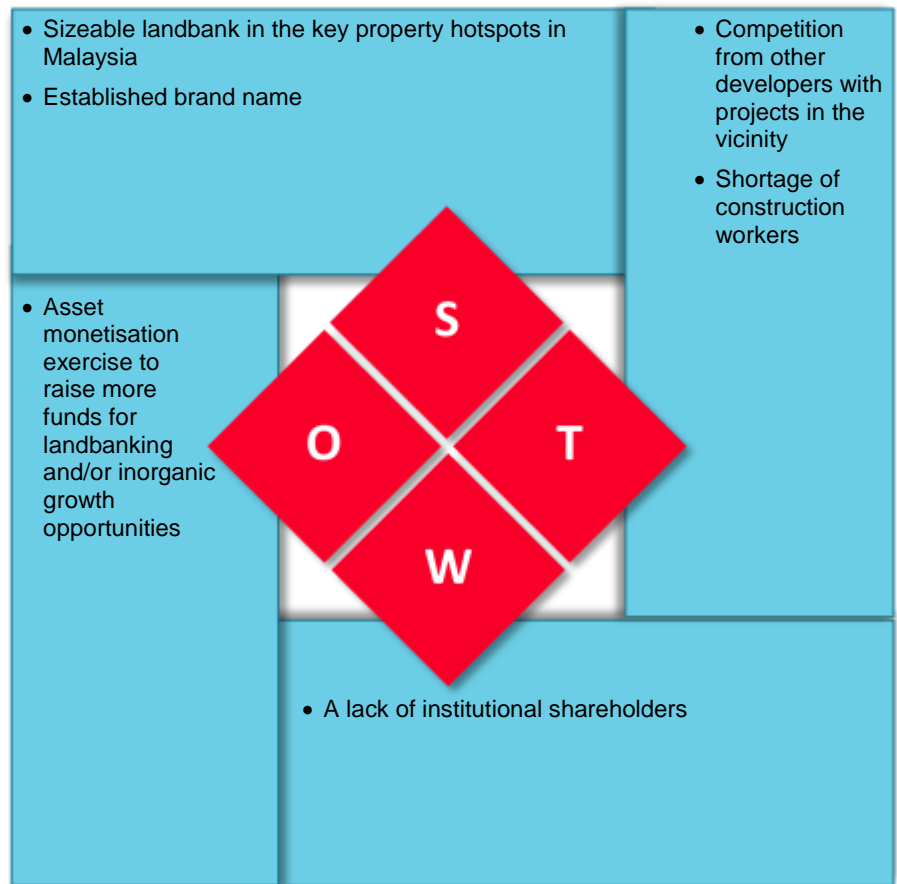 • Sizeable landbank in the key property hotspots in
Malaysia
• Established brand name
• Competition
from other
developers with
projects in the
vicinity
• Shortage of
construction
workers
• Asset
monetisation
exercise to
raise more
funds for
landbanking
and/or inorganic
growth
opportunities
S
O
T
W
• A lack of institutional shareholders